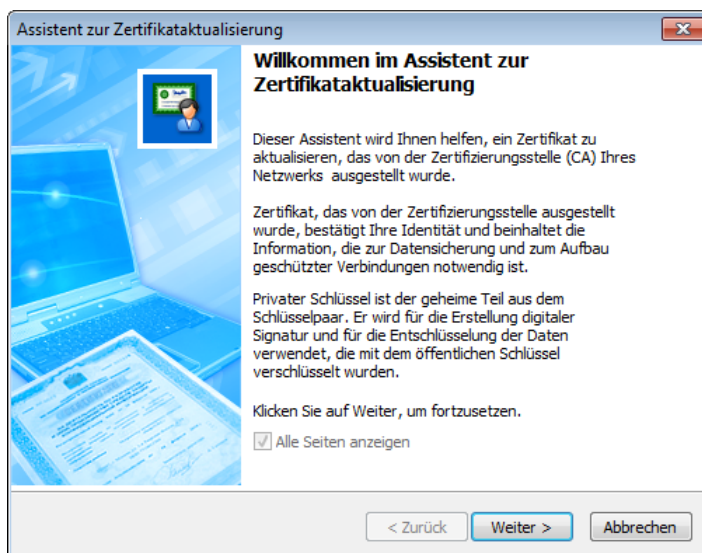 Assistent zur Zertifikataktualisierung
Willkommen im Assistent zur
Zertifikataktualisierung
Dieser Assistent wird Ihnen helfen, ein Zertifikat zu
aktualisieren, das von der Zertifizierungsstelle (CA) Ihres
Netzwerks ausgestellt wurde.
Zertifikat, das von der Zertifizierungsstelle ausgestellt
wurde, bestätigt Ihre Identität und beinhaltet die
Information, die zur Datensicherung und zum Aufbau
geschützter Verbindungen notwendig ist.
Privater Schlüssel ist der geheime Teil aus dem
Schlüsselpaar. Er wird für die Erstellung digitaler
Signatur und für die Entschlüsselung der Daten
verwendet, die mit dem öffentlichen Schlüssel
verschlüsselt wurden.
Klicken Sie auf Weiter, um fortzusetzen.
Alle Seiten anzeigen
< Zurück
Weiter >
Abbrechen